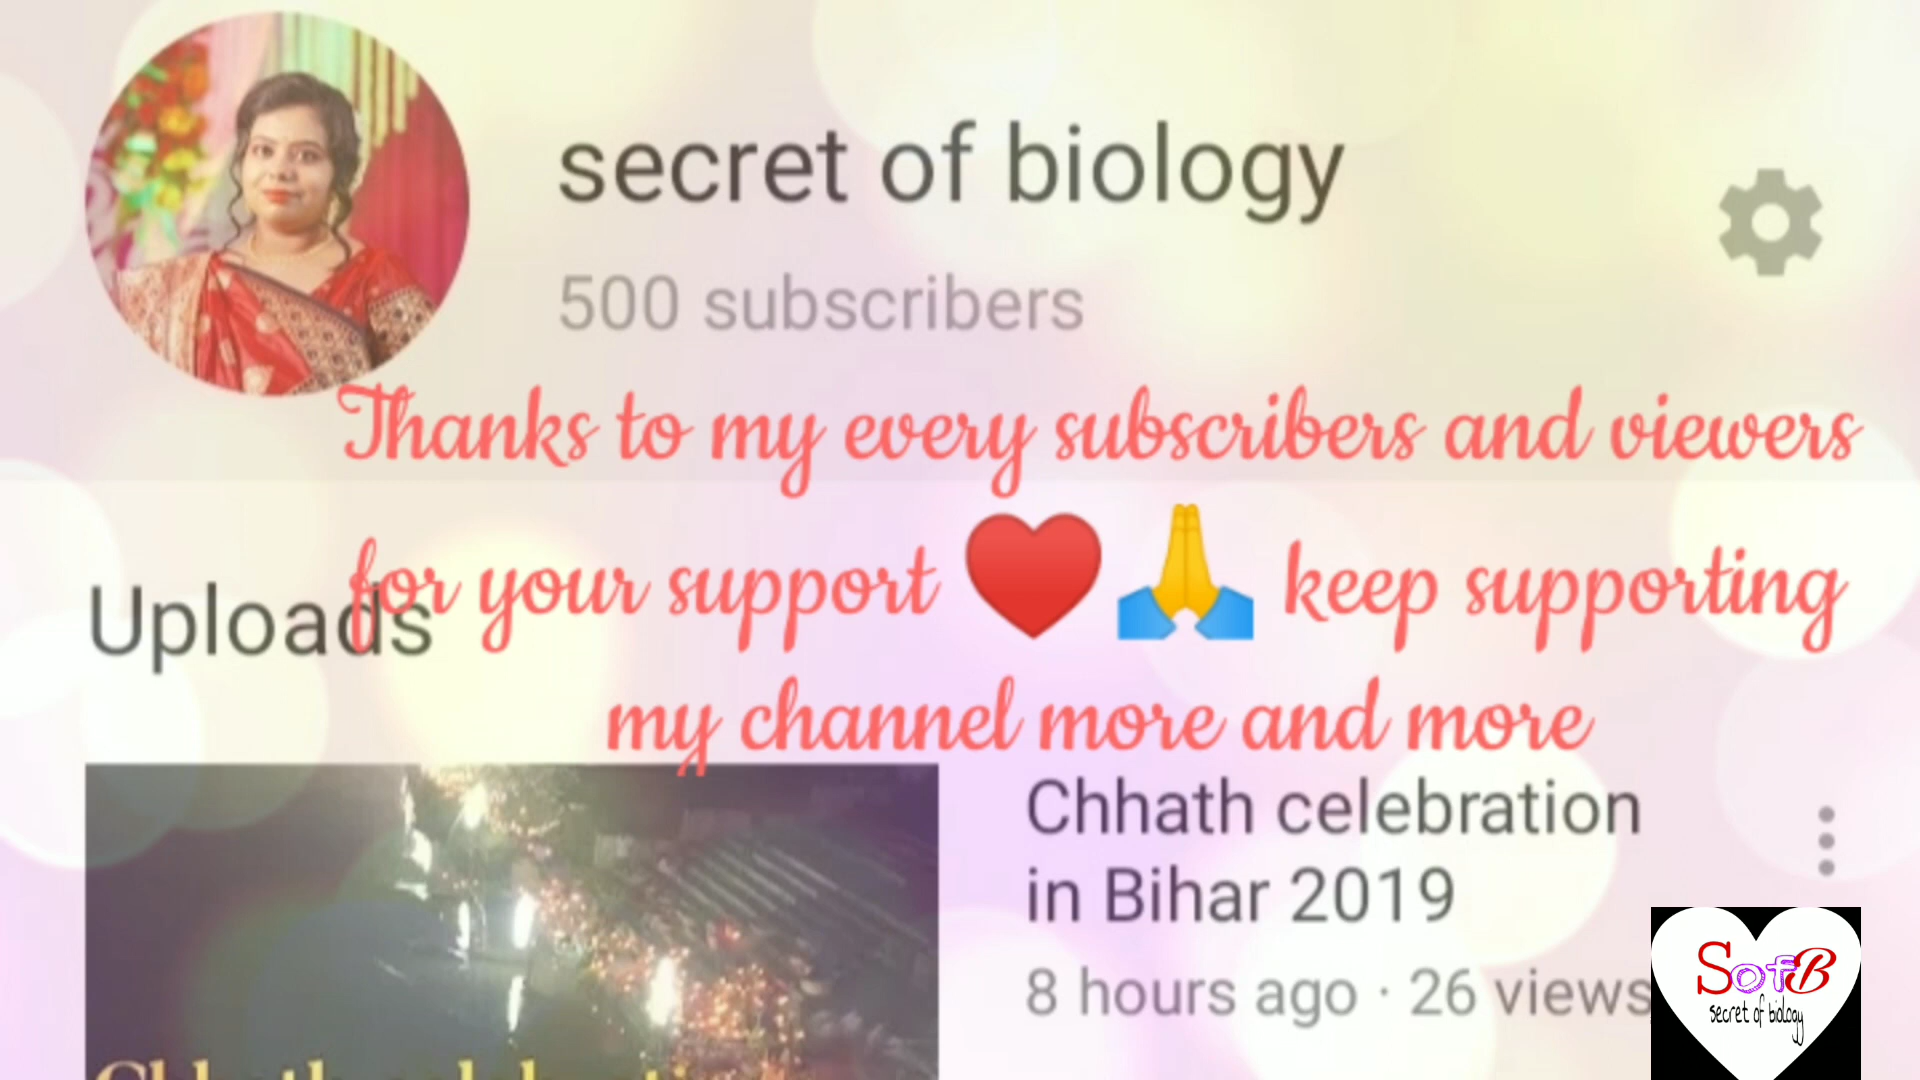 secret of biology
500 subscribers
Thanks to my every subscribers and viewers
for your support ❤️🙏 keep supporting
my channel more and more
Uploads
Chhath celebration
in Bihar 2019
8 hours ago · 26 views
SofB
secret of biology